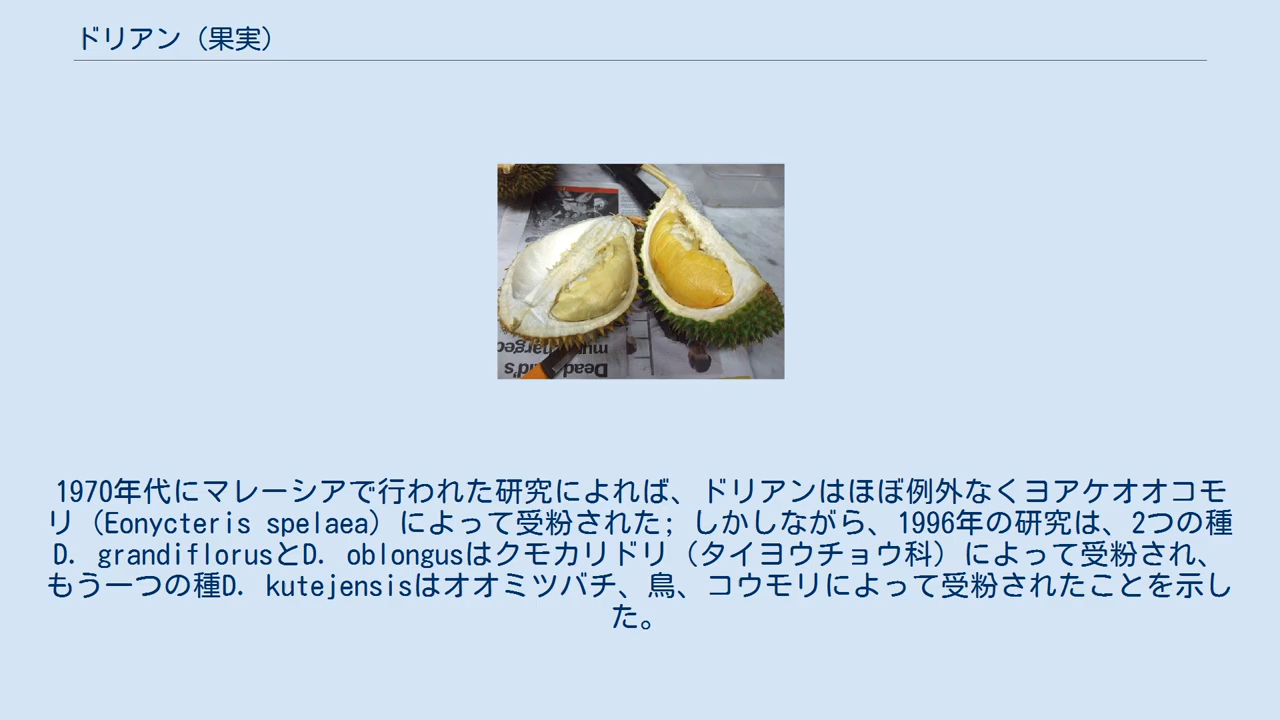 ドリアン（果実）
1970年代にマレーシアで行われた研究によれば、ドリアンはほぼ例外なくヨアケオオコモ
リ（Eonycteris spelaea）によって受粉された; しかしながら、1996年の研究は、2つの種
D. grandiflorusとD. oblongusはクモカリドリ（タイヨウチョウ科）によって受粉され、
もう一つの種D. kutejensisはオオミツバチ、鳥、コウモリによって受粉されたことを示し
た。
Dead